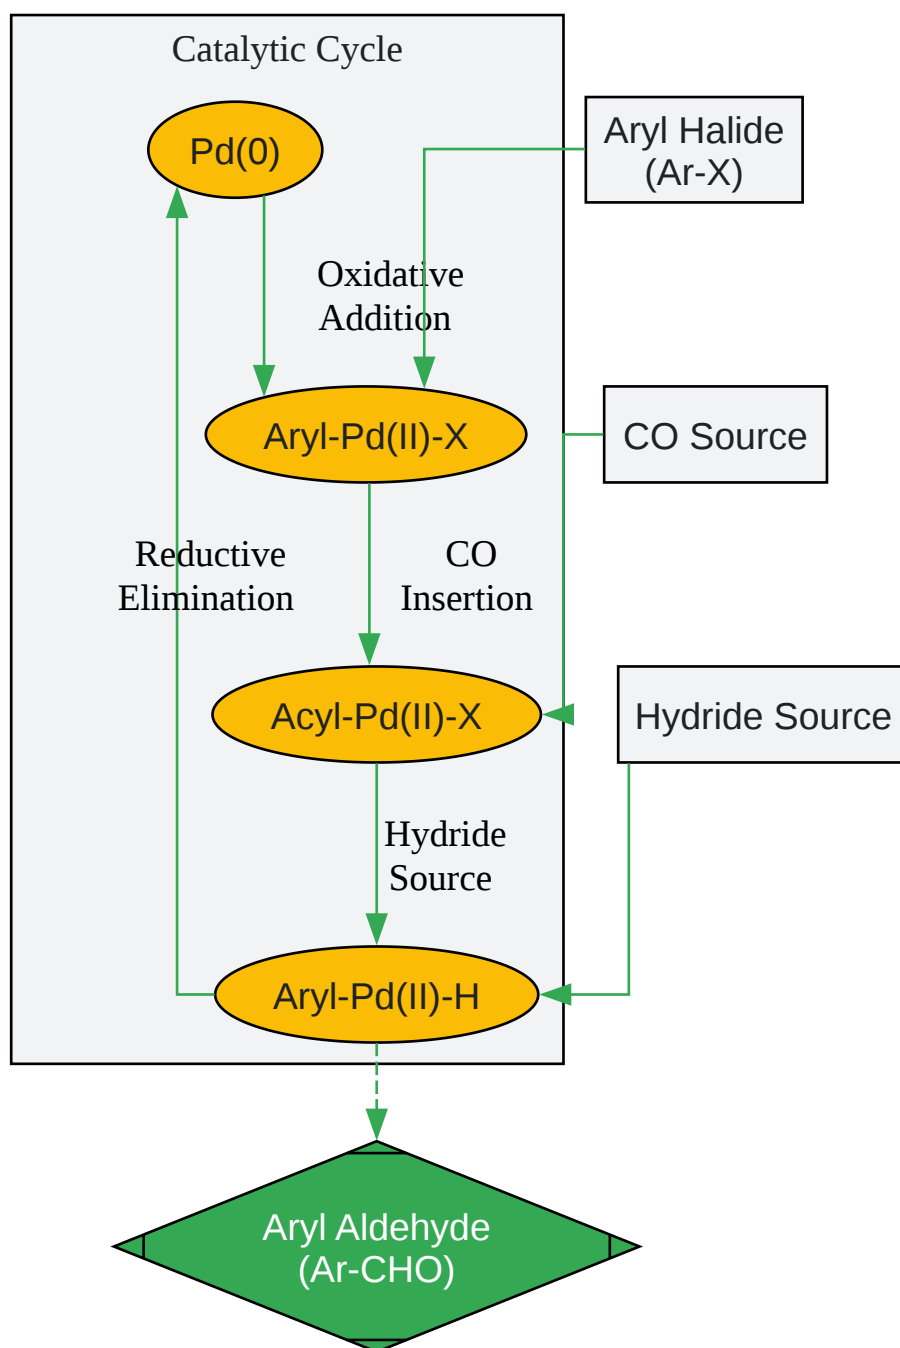 Catalytic Cycle
Pd(0)
Aryl Halide
(Ar-X)
Oxidative
Addition
Aryl-Pd(II)-X
CO Source
Reductive
Elimination
CO
Insertion
Acyl-Pd(II)-X
Hydride Source
Hydride
Source
Aryl-Pd(II)-H
Aryl Aldehyde
(Ar-CHO)